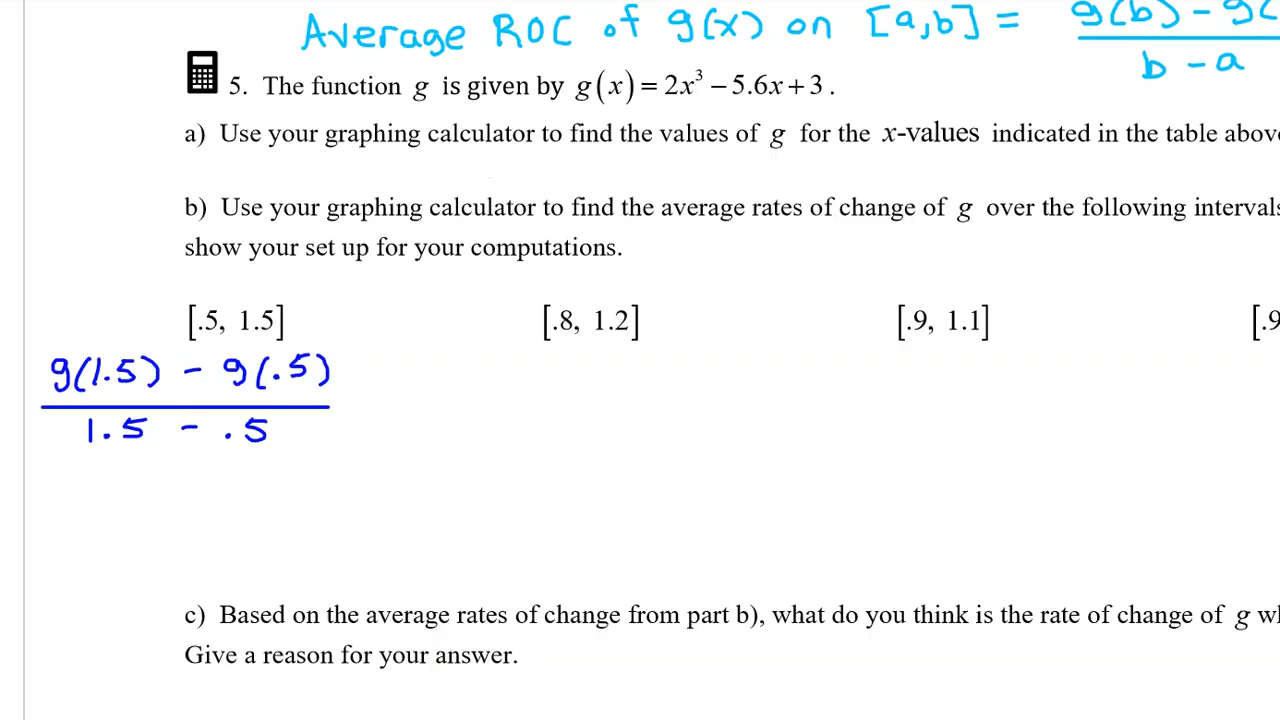 Average ROC of g(x) on [a,b] = g(b) - g(
b - a
5. The function g is given by g(x) = 2x³ – 5.6x + 3 .
a) Use your graphing calculator to find the values of g for the x-values indicated in the table above
b) Use your graphing calculator to find the average rates of change of g over the following intervals
show your set up for your computations.
[.5, 1.5] [.8, 1.2] [.9, 1.1] [.9
g(1.5) - g(.5)
1.5 - .5
c) Based on the average rates of change from part b), what do you think is the rate of change of g wh
Give a reason for your answer.